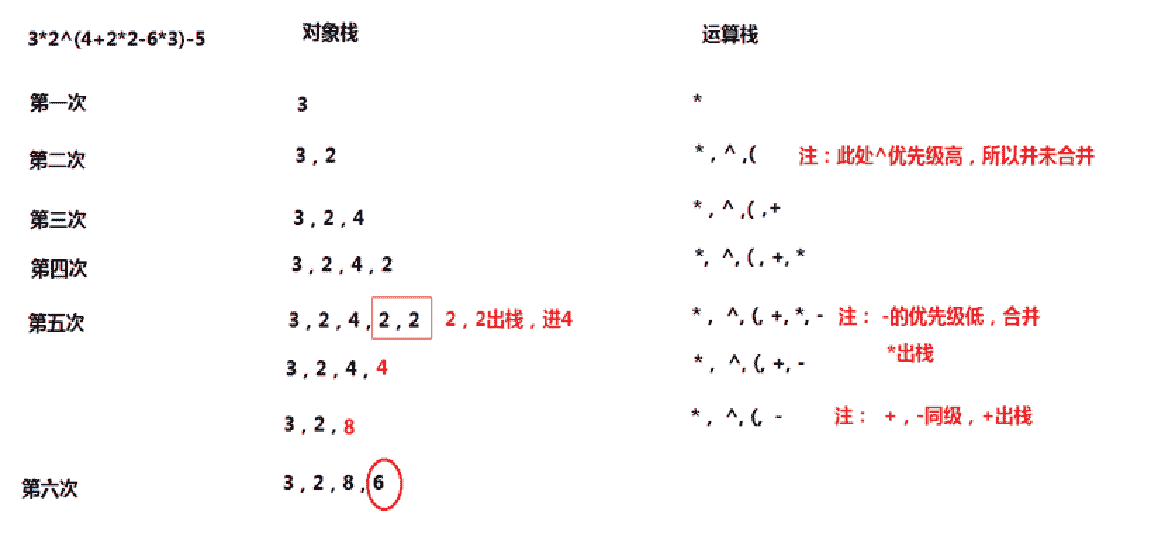 3*2^(4+2*2-6*3)-5 对象栈 运算栈
第一次 3 *
第二次 3 , 2 * , ^ ,( 注：此处^优先级高，所以并未合并
第三次 3 , 2 , 4 * , ^ ,( ,+
第四次 3 , 2 , 4 , 2 *, ^, ( , +, *
第五次 3 , 2 , 4 , 2 , 2 2，2出栈，进4 * , ^, (, +, *, - 注： -的优先级低，合并
*出栈
3 , 2 , 4 , 4 * , ^, (, +, -
3 , 2 , 8 * , ^, (, - 注： +，-同级，+出栈
第六次 3 , 2 , 8 , 6